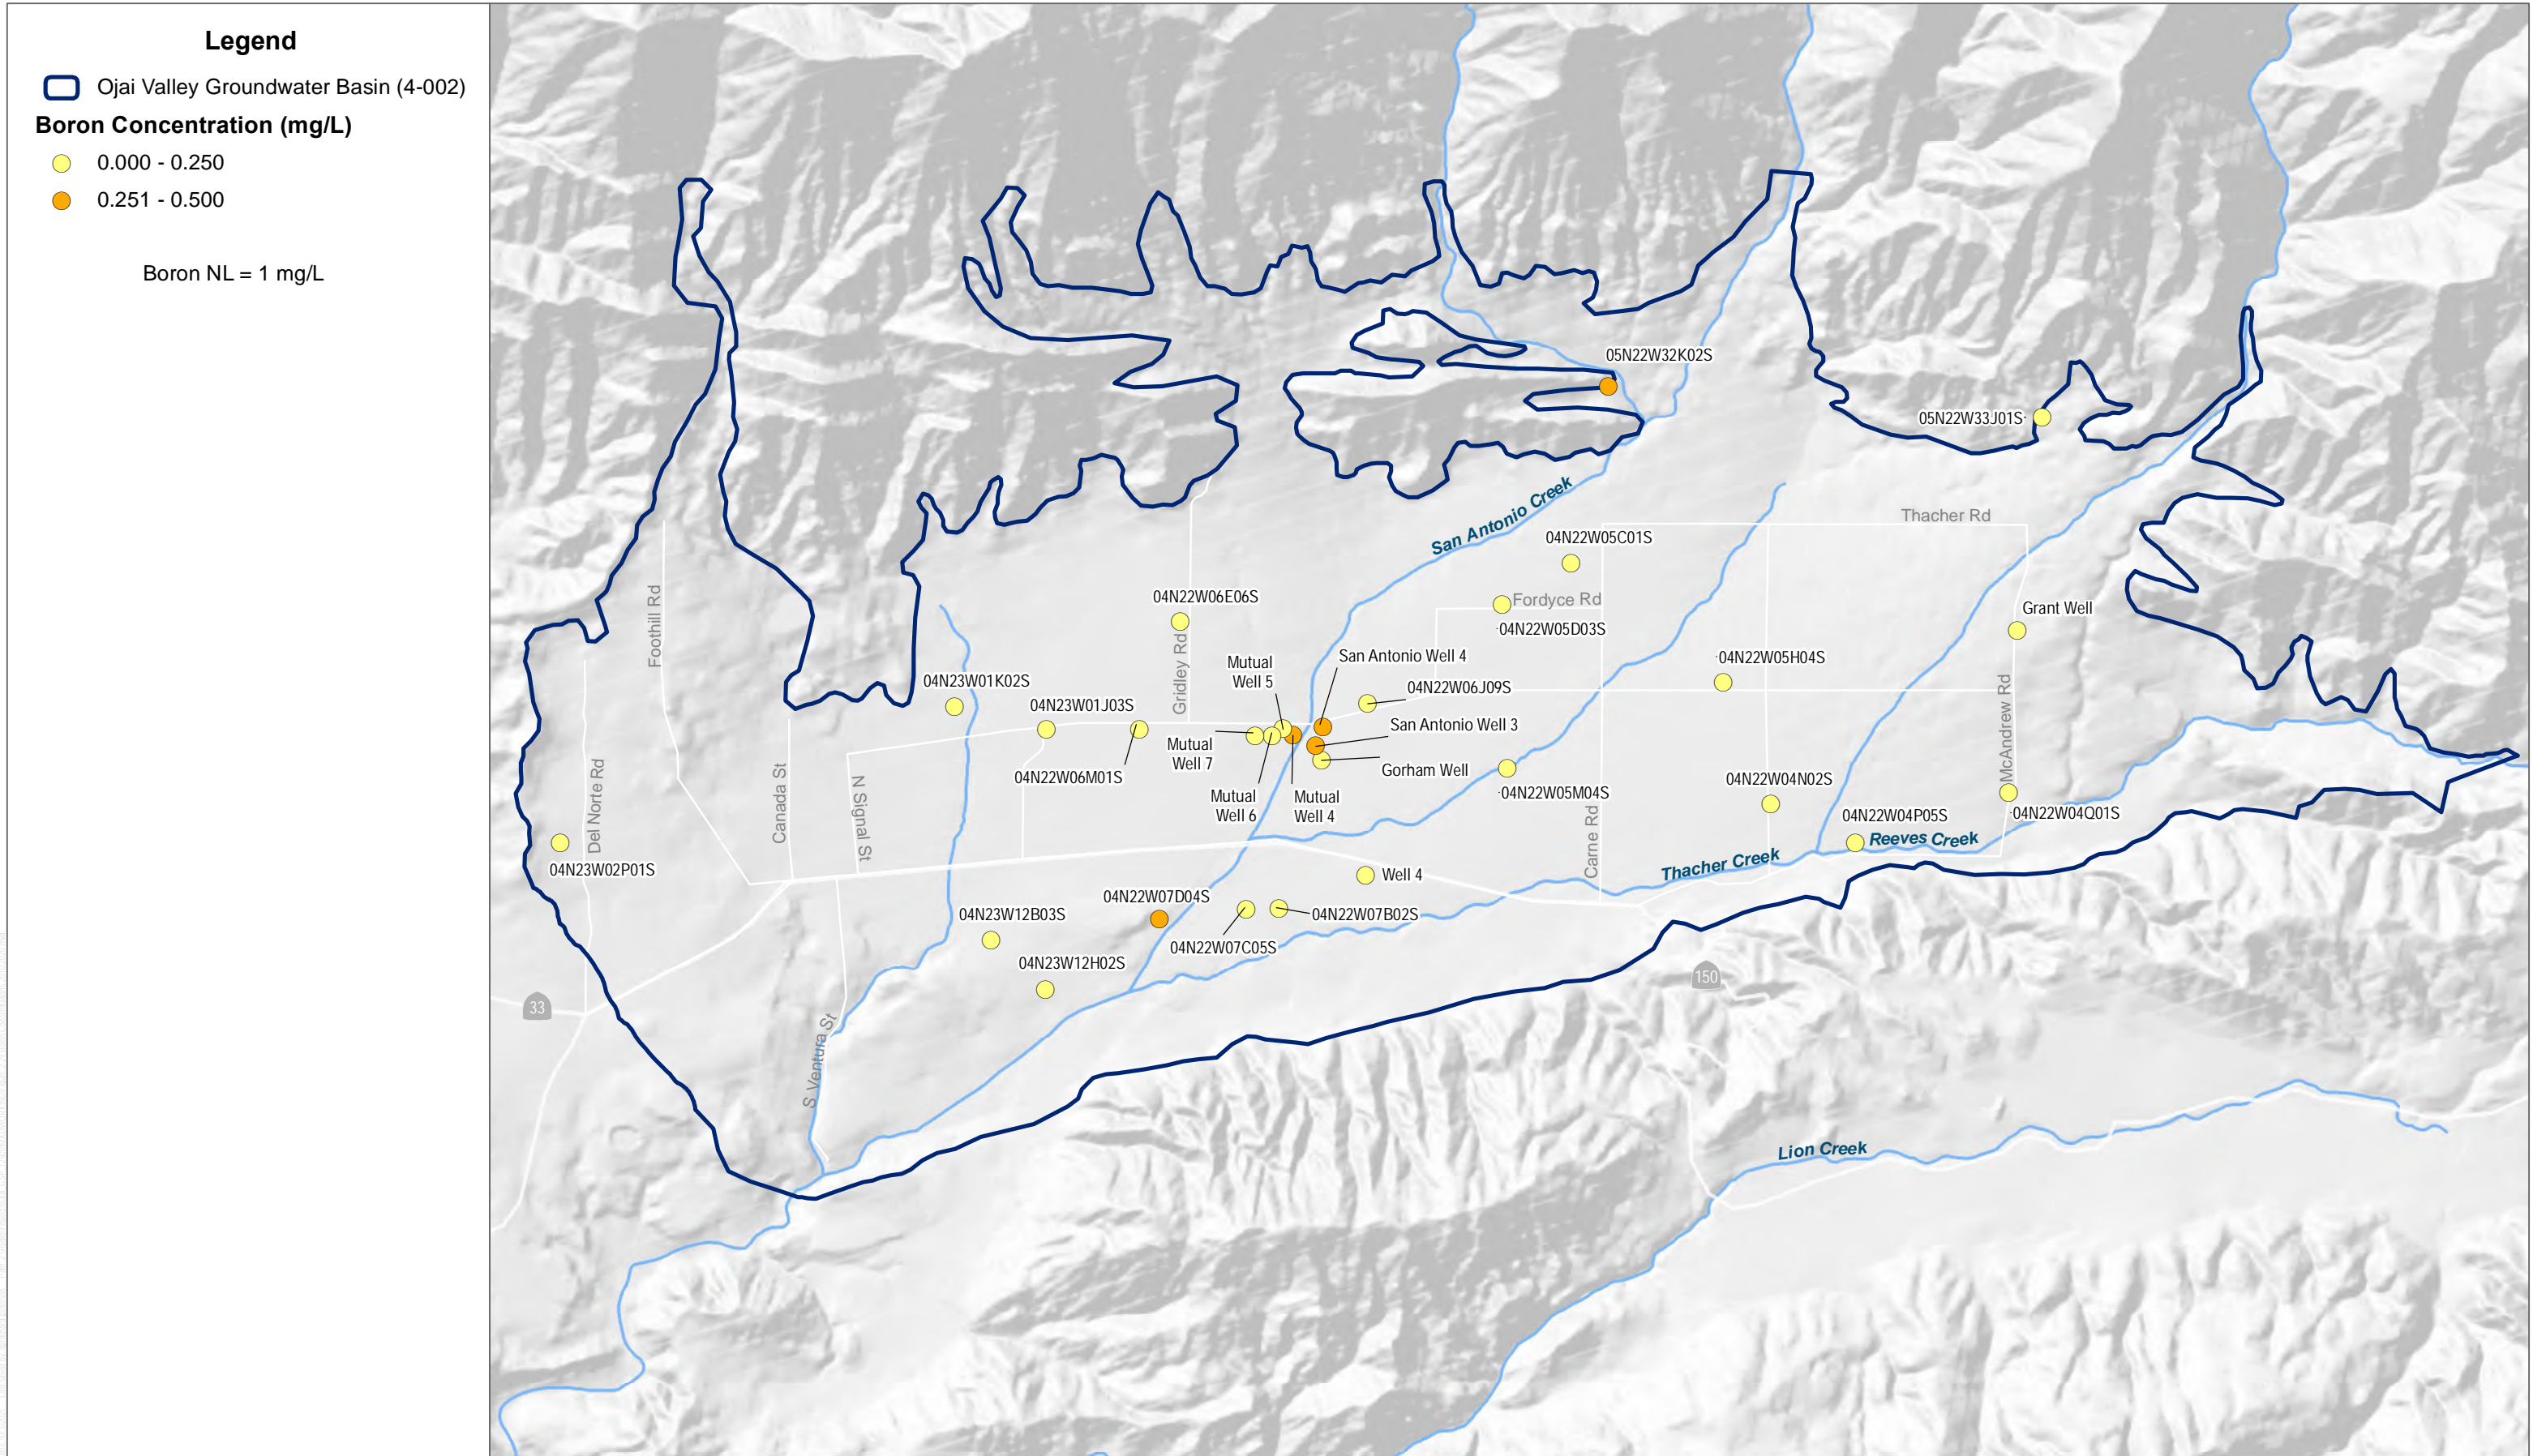 Legend
Ojai Valley Groundwater Basin (4-002)
Boron Concentration (mg/L)
0.000 - 0.250
0.251 - 0.500
Boron NL = 1 mg/L
05N22W32K02S
05N22W33J01S
San Antonio Creek
Thacher Rd
04N22W05C01S
Foothill Rd
04N22W06E06S
Fordyce Rd
04N22W05D03S
Grant Well
Gridley Rd
Mutual
Well 5
San Antonio Well 4
04N22W05H04S
04N23W01K02S
04N22W06J09S
04N23W01J03S
San Antonio Well 3
McAndrew Rd
Mutual
Well 7
04N22W06M01S
Gorham Well
Del Norte Rd
Canada St
N Signal St
04N22W04N02S
04N22W05M04S
Mutual
Well 6
Mutual
Well 4
Carne Rd
04N22W04P05S
04N22W04Q01S
Reeves Creek
Thacher Creek
04N23W02P01S
Well 4
04N22W07D04S
04N23W12B03S
04N22W07B02S
04N22W07C05S
04N23W12H02S
150
33
S Ventura St
Lion Creek